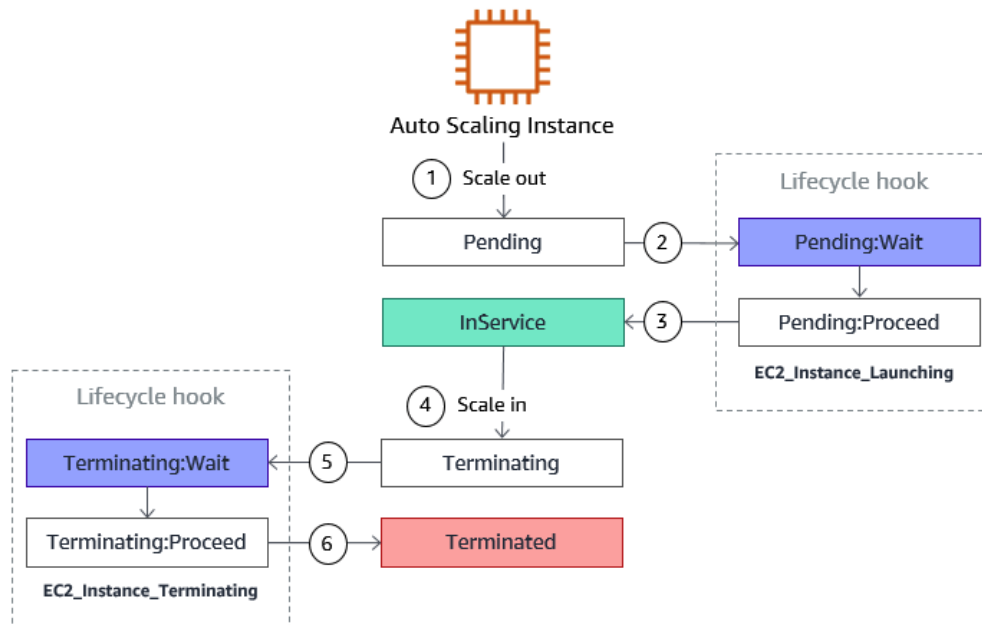 Auto Scaling Instance
1 Scale out
Lifecycle hook
Pending
2
Pending:Wait
InService
3
Pending:Proceed
EC2_Instance_Launching
Lifecycle hook
4 Scale in
Terminating:Wait
5
Terminating
Terminating:Proceed
6
Terminated
EC2_Instance_Terminating